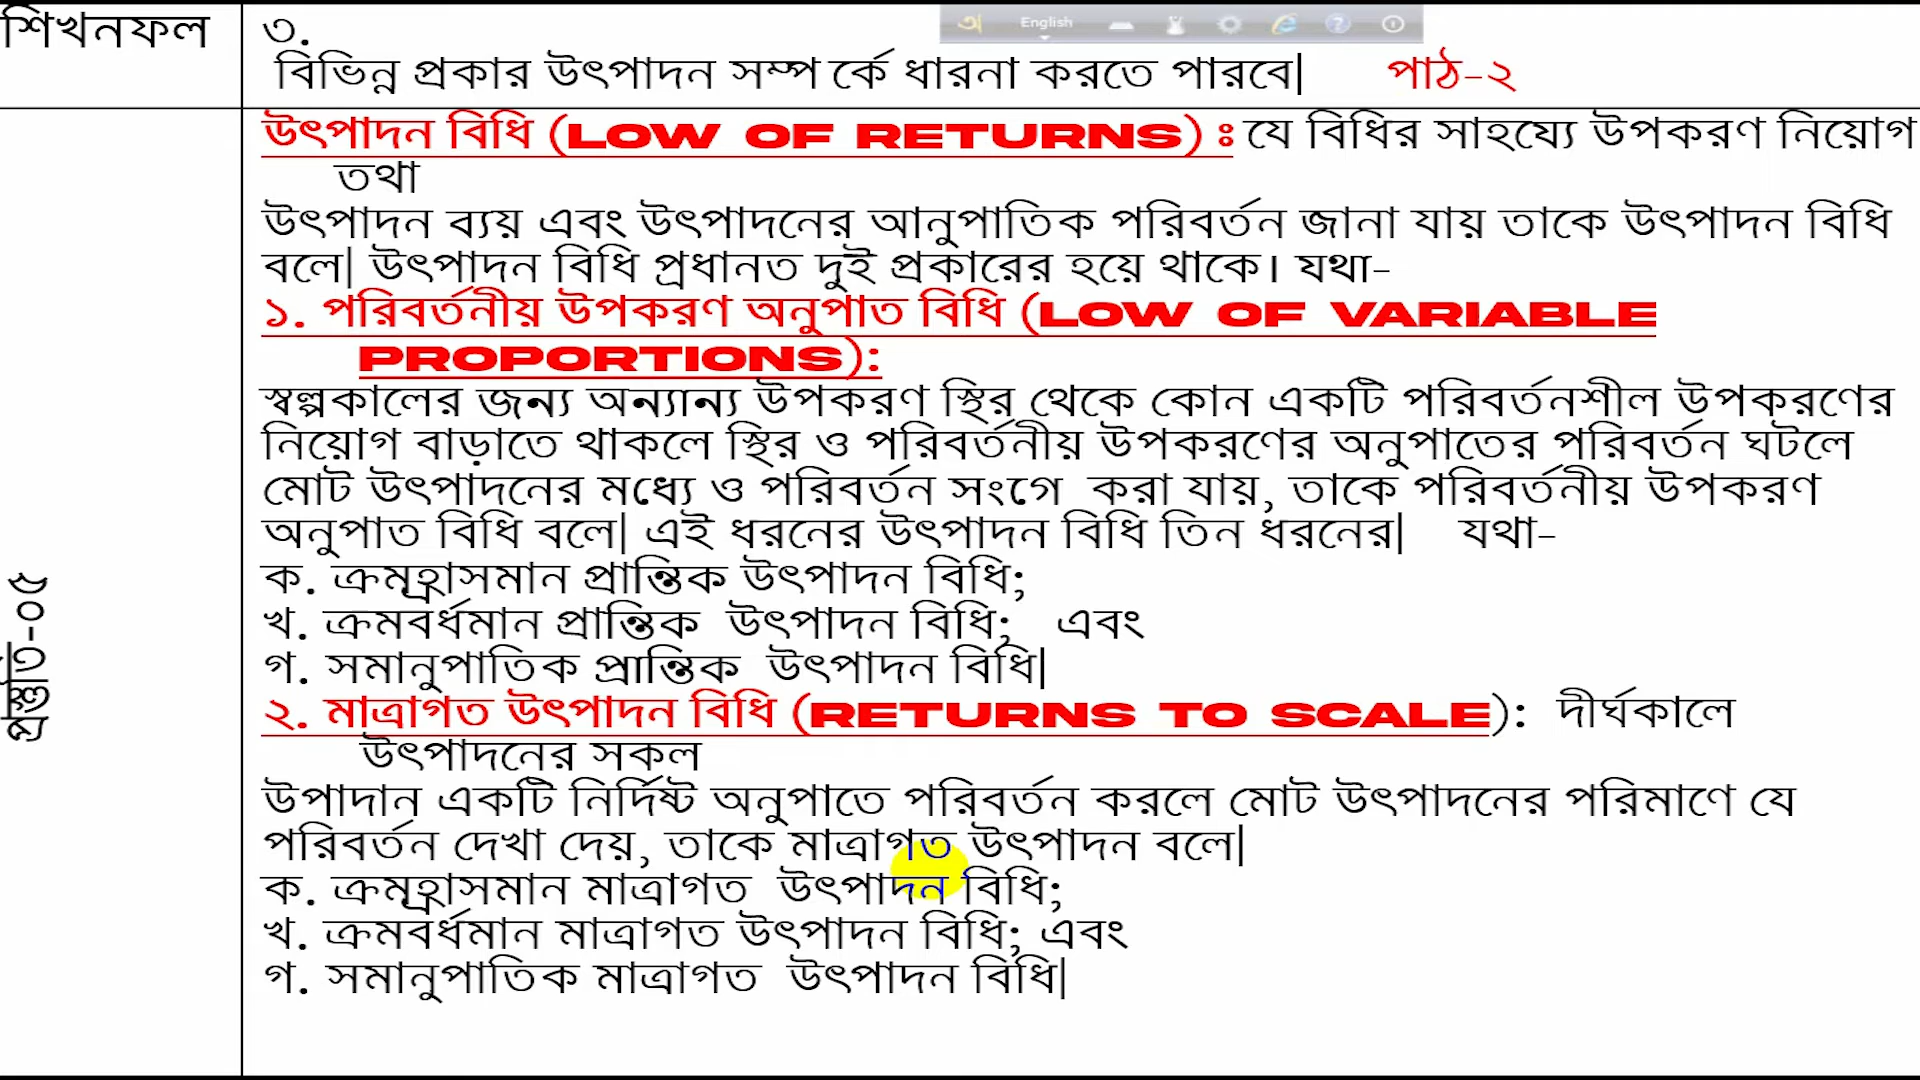 শিখনফল
৩.
English
বিভিন্ন প্রকার উৎপাদন সম্প র্কে ধারনা করতে পারবে| পাঠ-২
উৎপাদন বিধি (LOW OF RETURNS) ঃ যে বিধির সাহয্যে উপকরণ নিয়োগ
তথা
উৎপাদন ব্যয় এবং উৎপাদনের আনুপাতিক পরিবর্তন জানা যায় তাকে উৎপাদন বিধি
বলে| উৎপাদন বিধি প্রধানত দুই প্রকারের হয়ে থাকে। যথা-
১. পরিবর্তনীয় উপকরণ অনুপাত বিধি (LOW OF VARIABLE
PROPORTIONS):
স্বল্পকালের জন্য অন্যান্য উপকরণ স্থির থেকে কোন একটি পরিবর্তনশীল উপকরণের
নিয়োগ বাড়াতে থাকলে স্থির ও পরিবর্তনীয় উপকরণের অনুপাতের পরিবর্তন ঘটলে
মোট উৎপাদনের মধ্যে ও পরিবর্তন সংগে করা যায়, তাকে পরিবর্তনীয় উপকরণ
অনুপাত বিধি বলে| এই ধরনের উৎপাদন বিধি তিন ধরনের| যথা-
ক. ক্রমহ্রাসমান প্রান্তিক উৎপাদন বিধি;
খ. ক্রমবর্ধমান প্রান্তিক উৎপাদন বিধি; এবং
গ. সমানুপাতিক প্রান্তিক উৎপাদন বিধি|
২. মাত্রাগত উৎপাদন বিধি (RETURNS TO SCALE): দীর্ঘকালে
উৎপাদনের সকল
উপাদান একটি নির্দিষ্ট অনুপাতে পরিবর্তন করলে মোট উৎপাদনের পরিমাণে যে
পরিবর্তন দেখা দেয়, তাকে মাত্রাগত উৎপাদন বলে|
ক. ক্রমহ্রাসমান মাত্রাগত উৎপাদন বিধি;
খ. ক্রমবর্ধমান মাত্রাগত উৎপাদন বিধি; এবং
গ. সমানুপাতিক মাত্রাগত উৎপাদন বিধি|